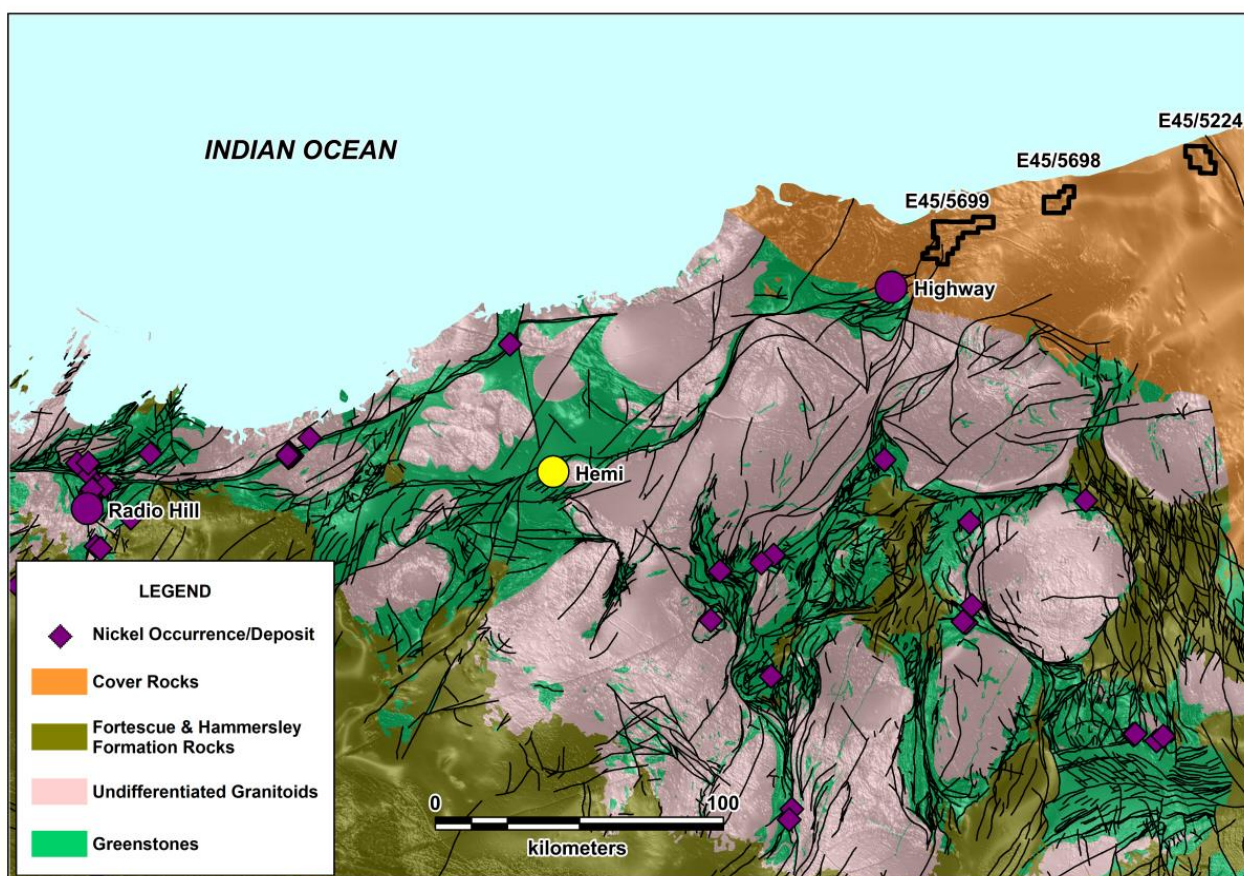 INDIAN OCEAN
E45/5224
E45/5698
E45/5699
Highway
Hemi
Radio Hill
LEGEND
Nickel Occurrence/Deposit
Cover Rocks
Fortescue & Hammersley
Formation Rocks
Undifferentiated Granitoids
Greenstones
0 100
kilometers